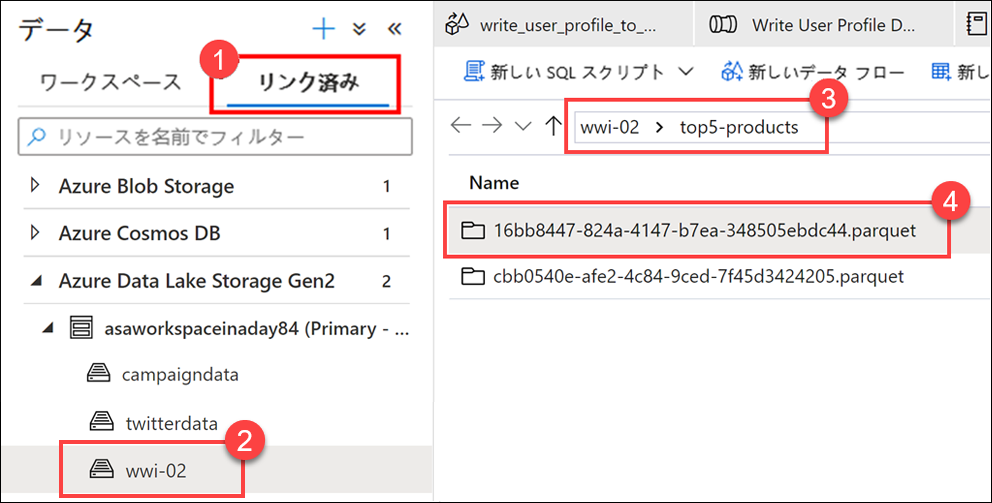 データ
1
ワークスペース
リンク済み
リソースを名前でフィルター
Azure Blob Storage 1
Azure Cosmos DB 1
Azure Data Lake Storage Gen2 2
asaworkspaceinaday84 (Primary - ...
campaigndata
twitterdata
2
wwi-02
write_user_profile_to_...
Write User Profile D...
新しい SQL スクリプト
新しいデータ フロー
新し
3
wwi-02 > top5-products
Name
4
16bb8447-824a-4147-b7ea-348505ebdc44.parquet
cbb0540e-afe2-4c84-9ced-7f45d3424205.parquet